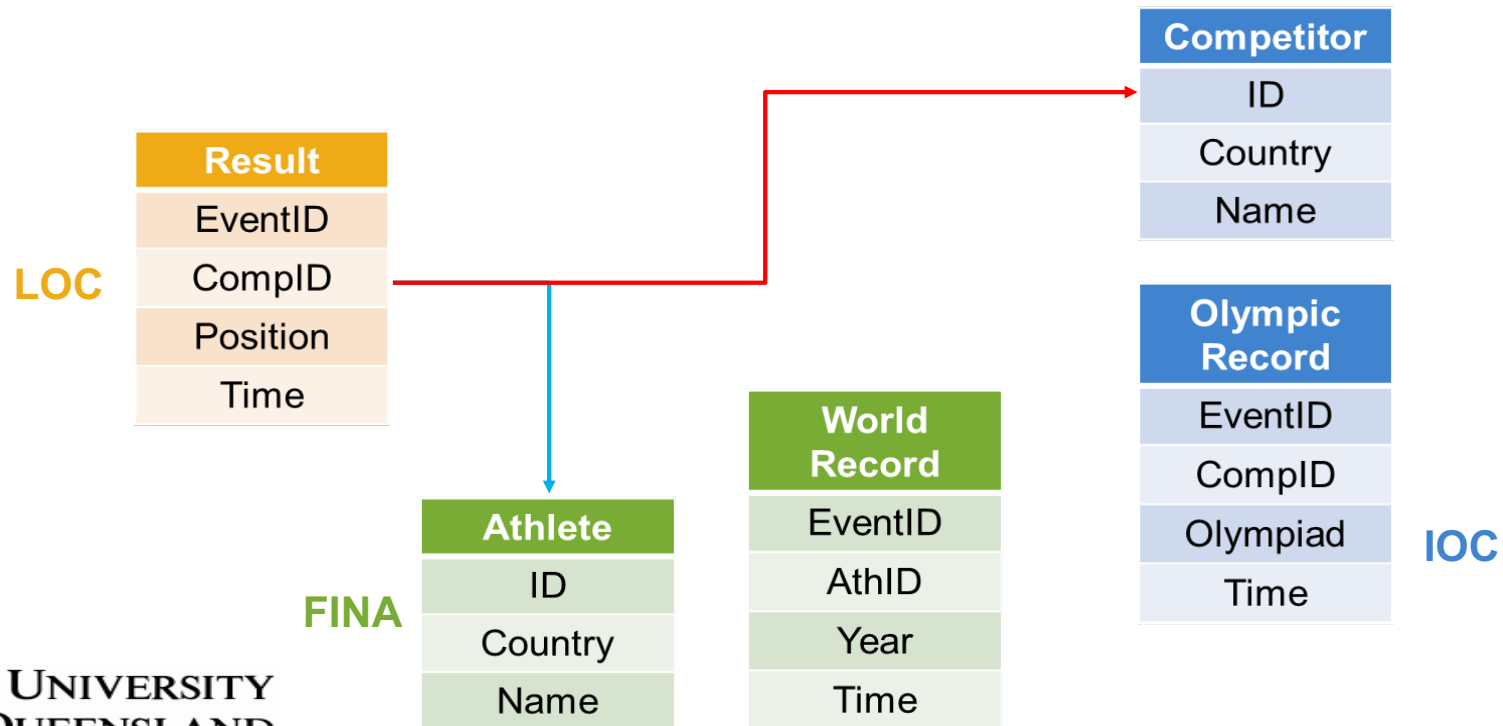 Competitor
ID
Country
Name
Result
EventID
CompID
Position
Time
LOC
Olympic
Record
EventID
CompID
Olympiad
Time
IOC
World
Record
EventID
AthID
Year
Time
Athlete
ID
Country
Name
FINA
UNIVERSITY
QUEENSLAND